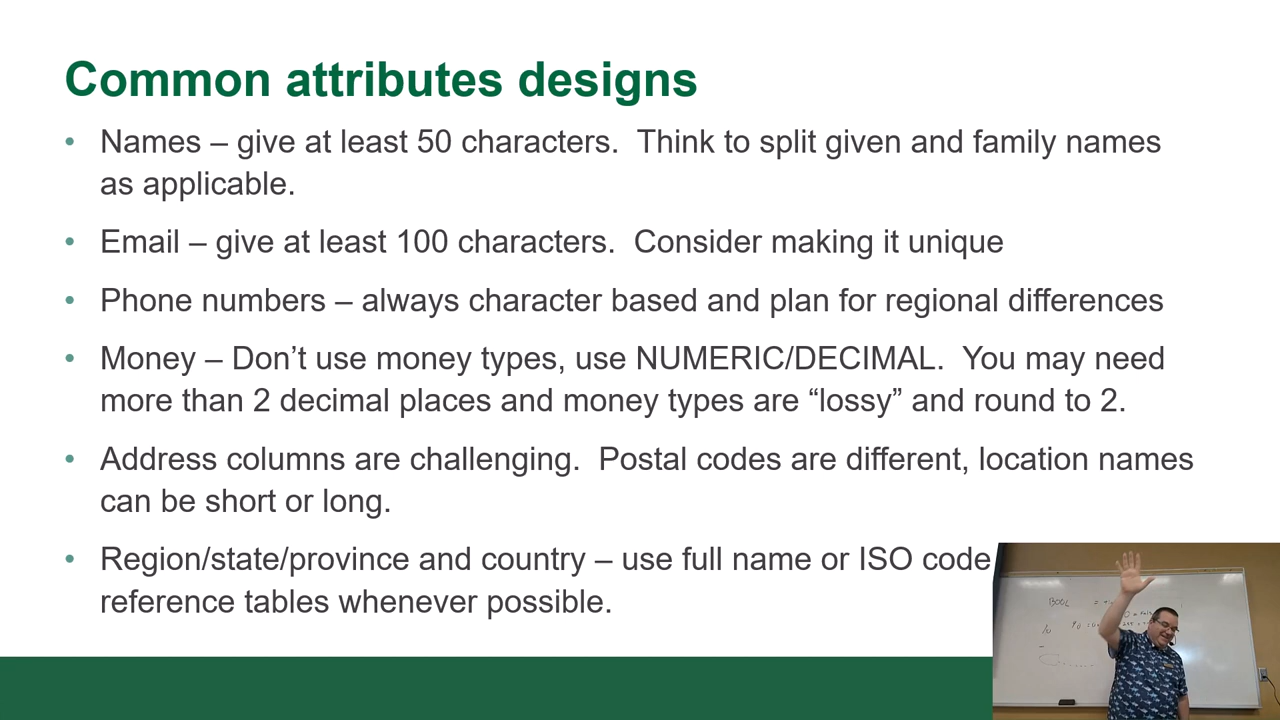 Common attributes designs
• Names – give at least 50 characters.  Think to split given and family names
as applicable.
• Email – give at least 100 characters.  Consider making it unique
• Phone numbers – always character based and plan for regional differences
• Money – Don’t use money types, use NUMERIC/DECIMAL.  You may need
more than 2 decimal places and money types are “lossy” and round to 2.
• Address columns are challenging.  Postal codes are different, location names
can be short or long.
• Region/state/province and country – use full name or ISO code
reference tables whenever possible.
BOOL